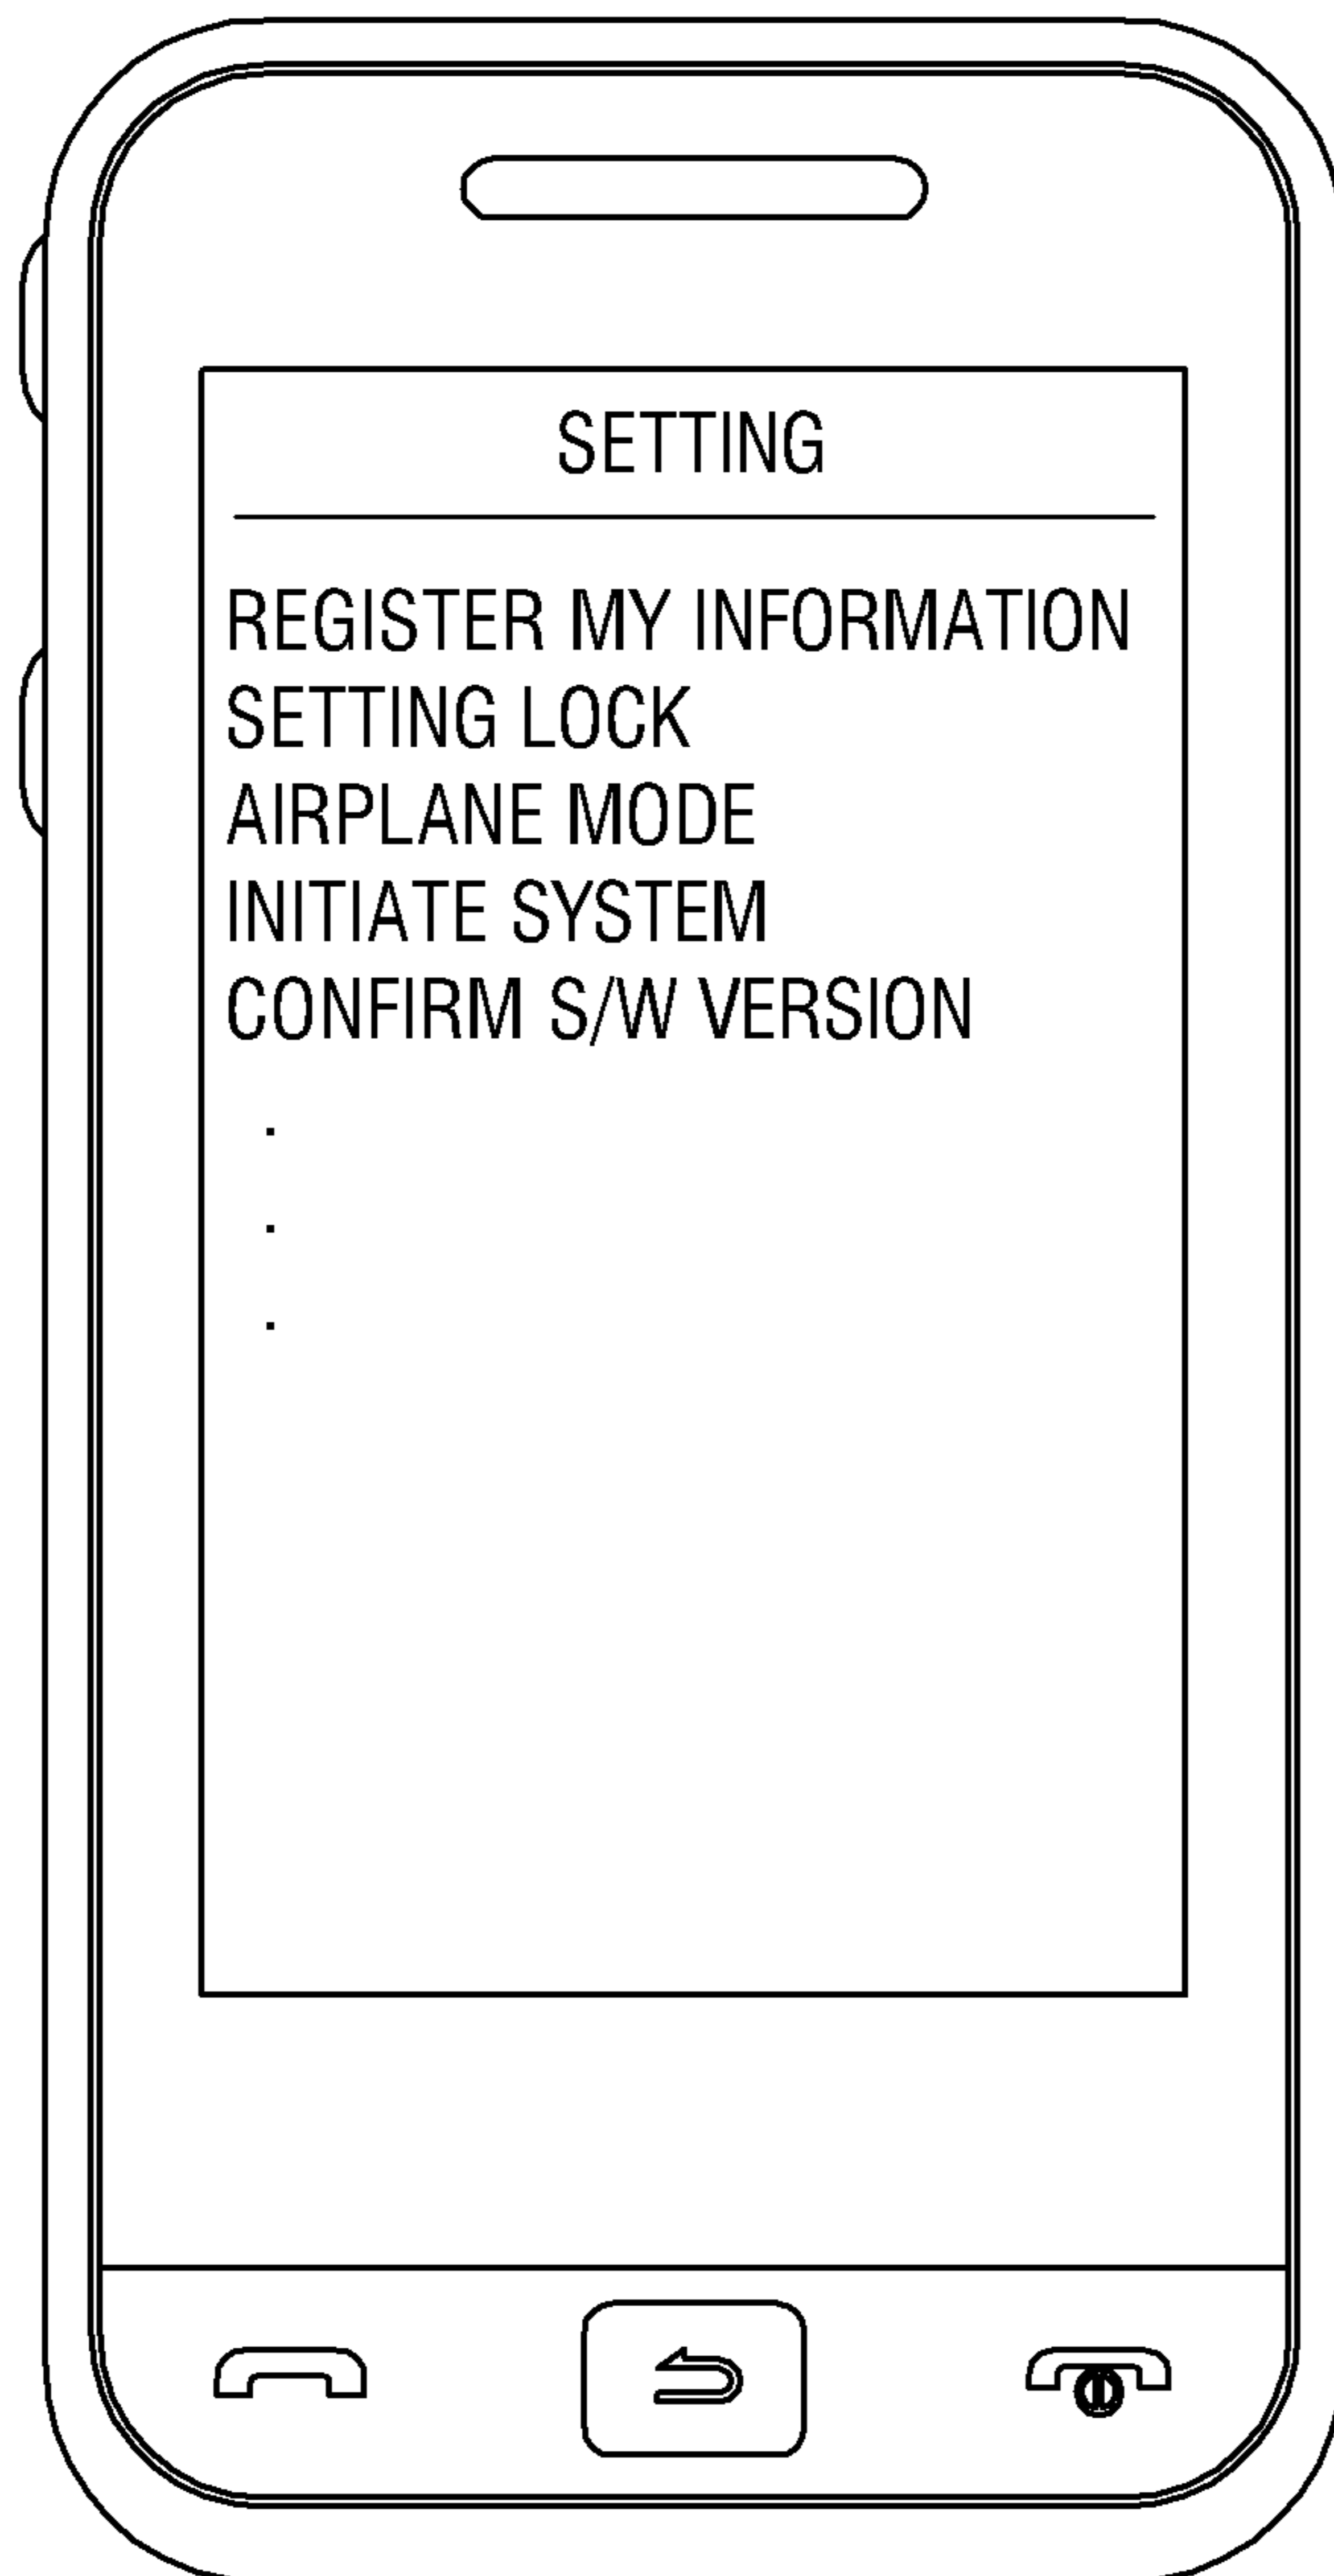 SETTING
REGISTER MY INFORMATION
SETTING LOCK
AIRPLANE MODE
INITIATE SYSTEM
CONFIRM S/W VERSION
.
.
.